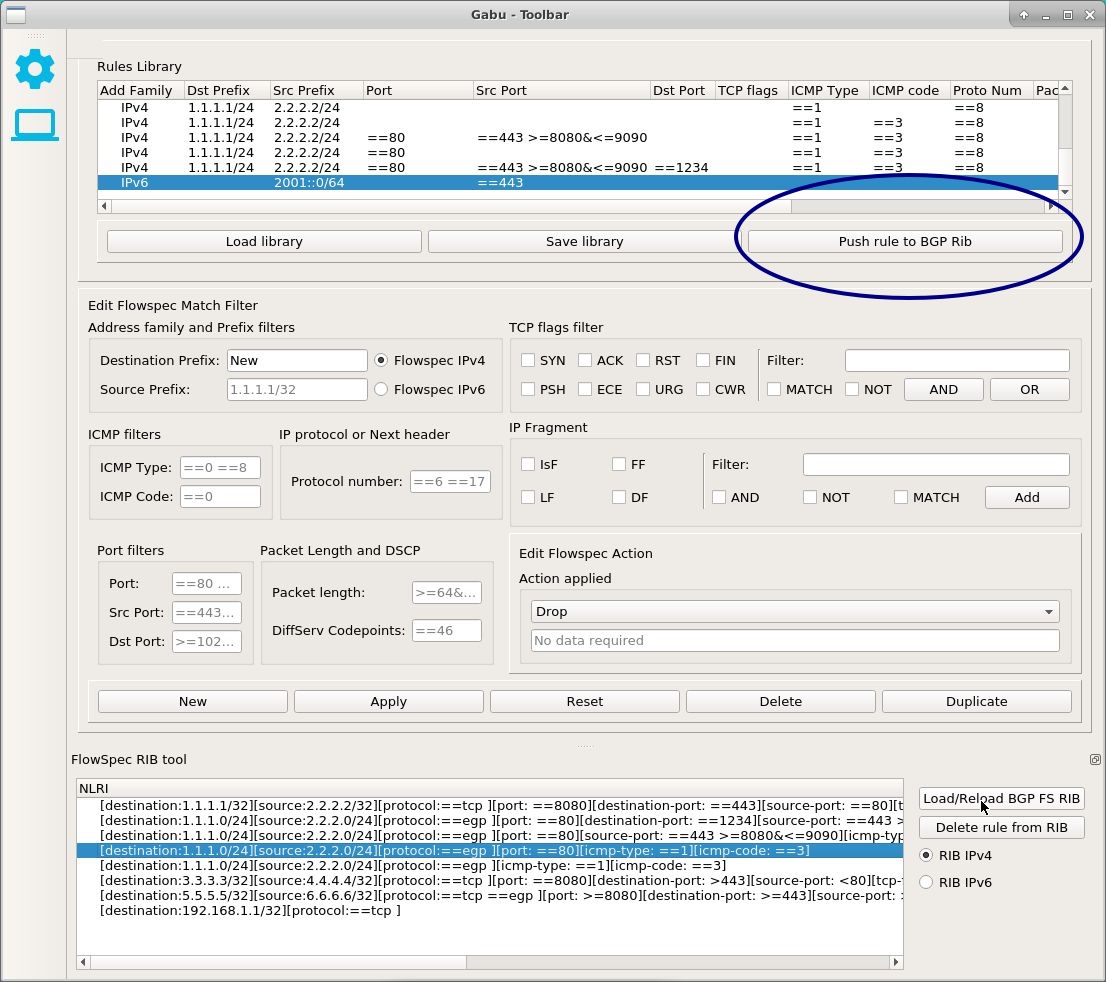 Gabu - Toolbar
Rules Library
Add Family Dst Prefix Src Prefix Port Src Port Dst Port TCP flags ICMP Type ICMP code Proto Num Pac
IPv4 1.1.1.1/24 2.2.2.2/24 ==1 ==8
IPv4 1.1.1.1/24 2.2.2.2/24 ==1 ==3 ==8
IPv4 1.1.1.1/24 2.2.2.2/24 ==80 ==443 >=8080&<=9090 ==1 ==3 ==8
IPv4 1.1.1.1/24 2.2.2.2/24 ==80 ==1 ==3 ==8
IPv4 1.1.1.1/24 2.2.2.2/24 ==80 ==443 >=8080&<=9090 ==1234 ==1 ==3 ==8
IPv6 2001::0/64 ==443
Load library Save library Push rule to BGP Rib
Edit Flowspec Match Filter
Address family and Prefix filters
Destination Prefix: New Flowspec IPv4
Source Prefix: 1.1.1.1/32 Flowspec IPv6
TCP flags filter
SYN ACK RST FIN Filter:
PSH ECE URG CWR MATCH NOT AND OR
ICMP filters
ICMP Type: ==0 ==8
ICMP Code: ==0
IP protocol or Next header
Protocol number: ==6 ==17
IP Fragment
IsF FF Filter:
LF DF AND NOT MATCH Add
Port filters
Port: ==80 ...
Src Port: ==443...
Dst Port: >=102...
Packet Length and DSCP
Packet length: >=64&...
DiffServ Codepoints: ==46
Edit Flowspec Action
Action applied
Drop
No data required
New Apply Reset Delete Duplicate
FlowSpec RIB tool
NLRI
[destination:1.1.1.1/32][source:2.2.2.2/32][protocol:==tcp ][port: ==8080][destination-port: ==443][source-port: ==80][t
[destination:1.1.1.0/24][source:2.2.2.0/24][protocol:==egp ][port: ==80][destination-port: ==1234][source-port: ==443 >
[destination:1.1.1.0/24][source:2.2.2.0/24][protocol:==egp ][port: ==80][source-port: ==443 >=8080&<=9090][icmp-typ
[destination:1.1.1.0/24][source:2.2.2.0/24][protocol:==egp ][port: ==80][icmp-type: ==1][icmp-code: ==3]
[destination:1.1.1.0/24][source:2.2.2.0/24][protocol:==egp ][icmp-type: ==1][icmp-code: ==3]
[destination:3.3.3.3/32][source:4.4.4.4/32][protocol:==tcp ][port: ==8080][destination-port: >443][source-port: <80][tcp-
[destination:5.5.5.5/32][source:6.6.6.6/32][protocol:==tcp ==egp ][port: >=8080][destination-port: >=443][source-port: >
[destination:192.168.1.1/32][protocol:==tcp ]
Load/Reload BGP FS RIB
Delete rule from RIB
RIB IPv4
RIB IPv6